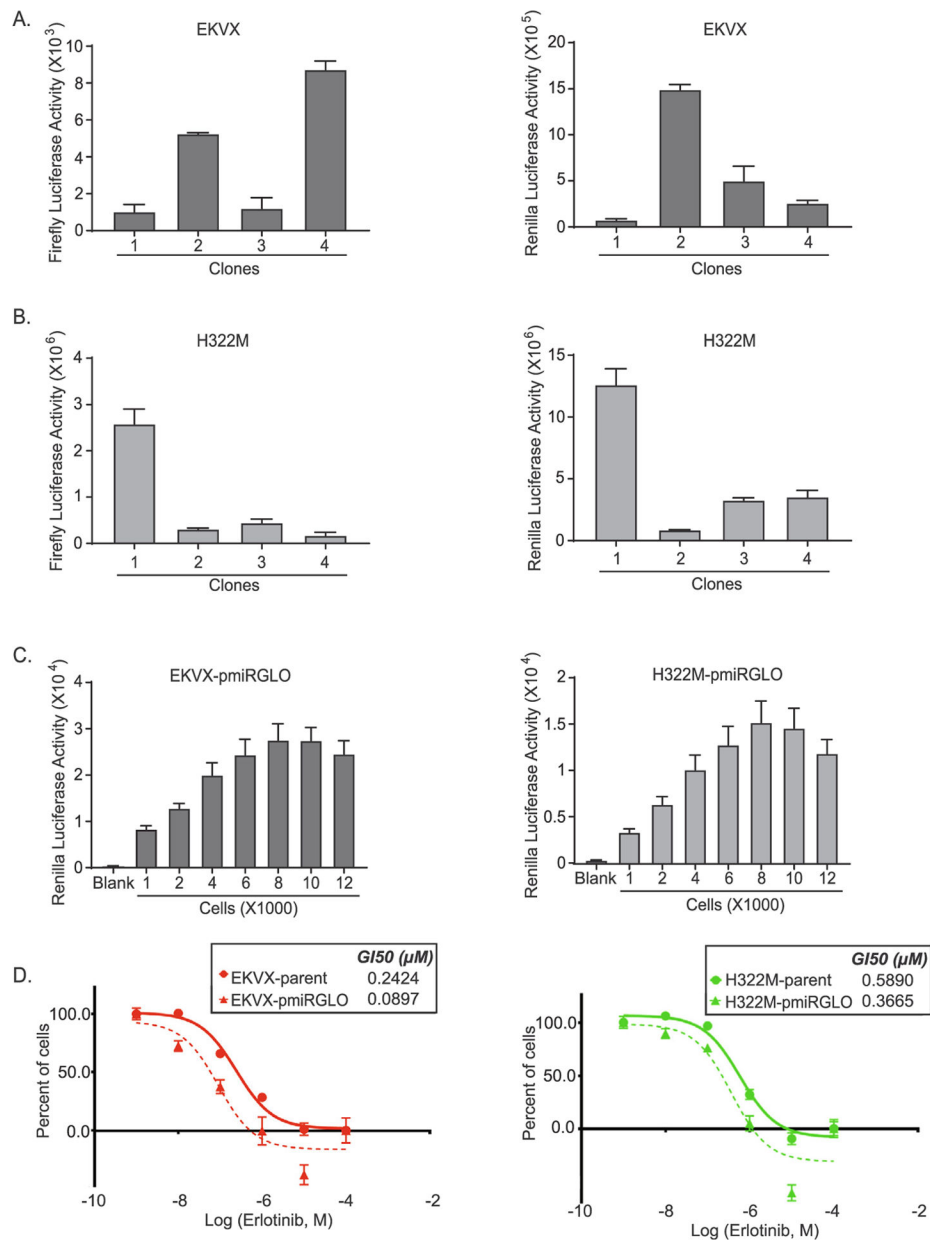 A.
EKVX
Firefly Luciferase Activity (X10³)
10
8
6
4
2
0
1 2 3 4
Clones
EKVX
Renilla Luciferase Activity (X10⁵)
20
15
10
5
0
1 2 3 4
Clones
B.
H322M
Firefly Luciferase Activity (X10⁶)
4
3
2
1
0
1 2 3 4
Clones
H322M
Renilla Luciferase Activity (X10⁶)
15
10
5
0
1 2 3 4
Clones
C.
EKVX-pmiRGLO
Renilla Luciferase Activity (X10⁴)
4
3
2
1
0
Blank 1 2 4 6 8 10 12
Cells (X1000)
H322M-pmiRGLO
Renilla Luciferase Activity (X10⁴)
2
1.5
1
0.5
0
Blank 1 2 4 6 8 10 12
Cells (X1000)
D.
GI50 (µM)
EKVX-parent 0.2424
EKVX-pmiRGLO 0.0897
Percent of cells
100.0
50.0
0.0
-10 -8 -6 -4 -2
Log (Erlotinib, M)
GI50 (µM)
H322M-parent 0.5890
H322M-pmiRGLO 0.3665
Percent of cells
100.0
50.0
0.0
-10 -8 -6 -4 -2
Log (Erlotinib, M)